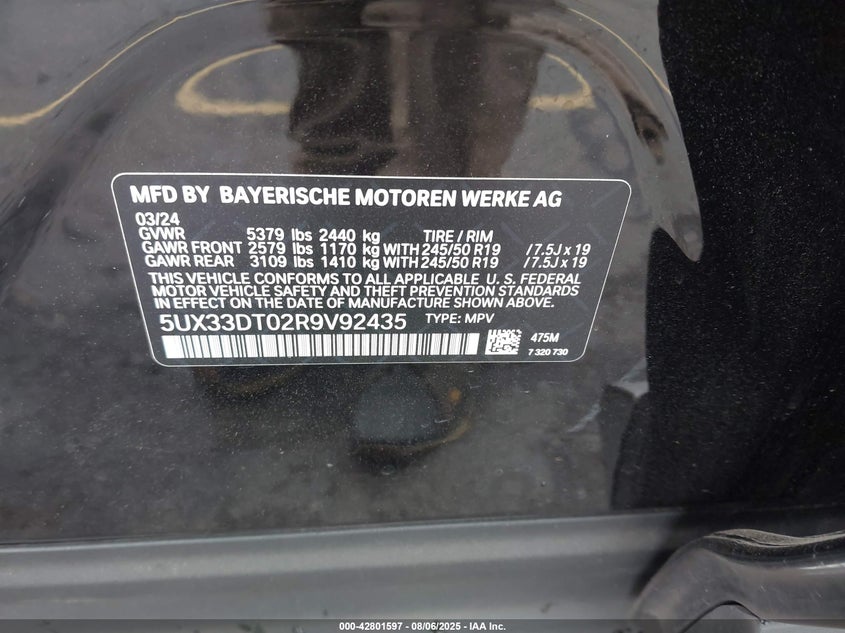 MFD BY BAYERISCHE MOTOREN WERKE AG
03/24
GVWR 5379 lbs 2440 kg TIRE / RIM
GAWR FRONT 2579 lbs 1170 kg WITH 245/50 R19 / 7.5J x 19
GAWR REAR 3109 lbs 1410 kg WITH 245/50 R19 / 7.5J x 19
THIS VEHICLE CONFORMS TO ALL APPLICABLE U. S. FEDERAL
MOTOR VEHICLE SAFETY AND THEFT PREVENTION STANDARDS
IN EFFECT ON THE DATE OF MANUFACTURE SHOWN ABOVE.
5UX33DT02R9V92435 TYPE: MPV
475M
7 320 730
000-42801597 - 08/06/2025 - IAA Inc.